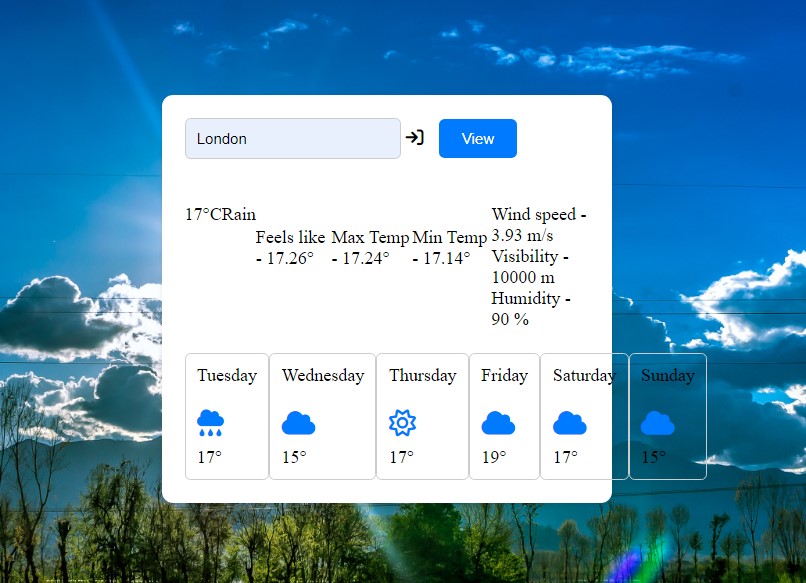 London
View
17°CRain
Feels like
- 17.26°
Max Temp
- 17.24°
Min Temp
- 17.14°
Wind speed -
3.93 m/s
Visibility -
10000 m
Humidity -
90 %
Tuesday
17°
Wednesday
15°
Thursday
17°
Friday
19°
Saturday
17°
Sunday
15°